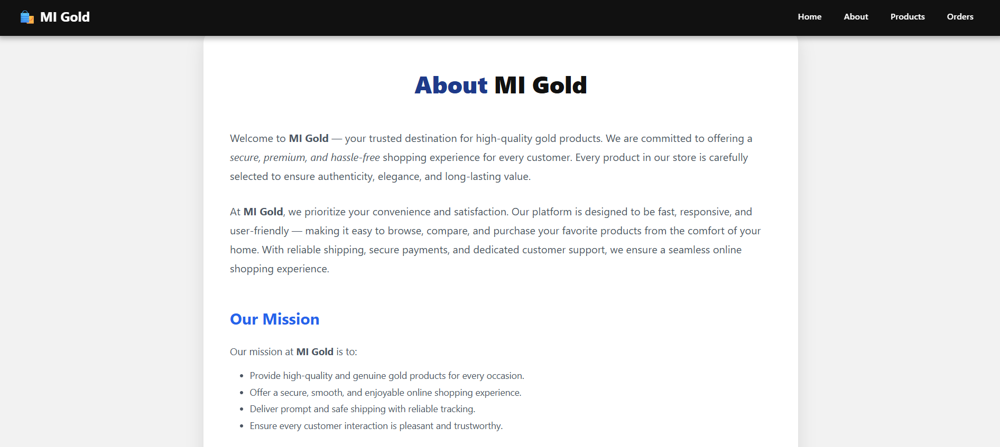 MI Gold
Home
About
Products
Orders
About MI Gold
Welcome to MI Gold — your trusted destination for high-quality gold products. We are committed to offering a
secure, premium, and hassle-free shopping experience for every customer. Every product in our store is carefully
selected to ensure authenticity, elegance, and long-lasting value.
At MI Gold, we prioritize your convenience and satisfaction. Our platform is designed to be fast, responsive, and
user-friendly — making it easy to browse, compare, and purchase your favorite products from the comfort of your
home. With reliable shipping, secure payments, and dedicated customer support, we ensure a seamless online
shopping experience.
Our Mission
Our mission at MI Gold is to:
• Provide high-quality and genuine gold products for every occasion.
• Offer a secure, smooth, and enjoyable online shopping experience.
• Deliver prompt and safe shipping with reliable tracking.
• Ensure every customer interaction is pleasant and trustworthy.